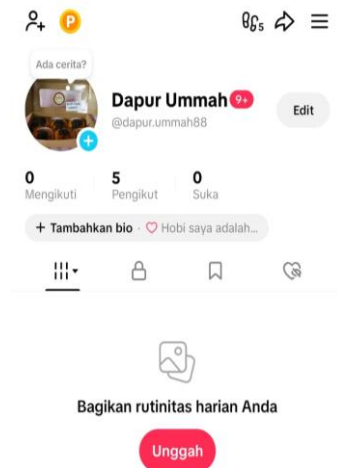 P
5
Ada cerita?
Dapur Ummah 9+
@dapur.ummah88
Edit
0 5 0
Mengikuti Pengikut Suka
+ Tambahkan bio · Hobi saya adalah...
Bagikan rutinitas harian Anda
Unggah